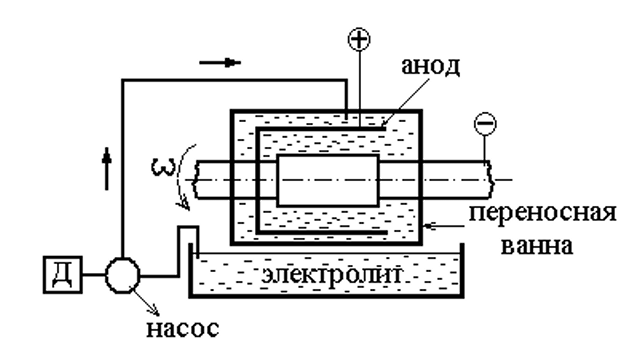 +
анод
−
ω
переносная
ванна
электролит
Д
насос